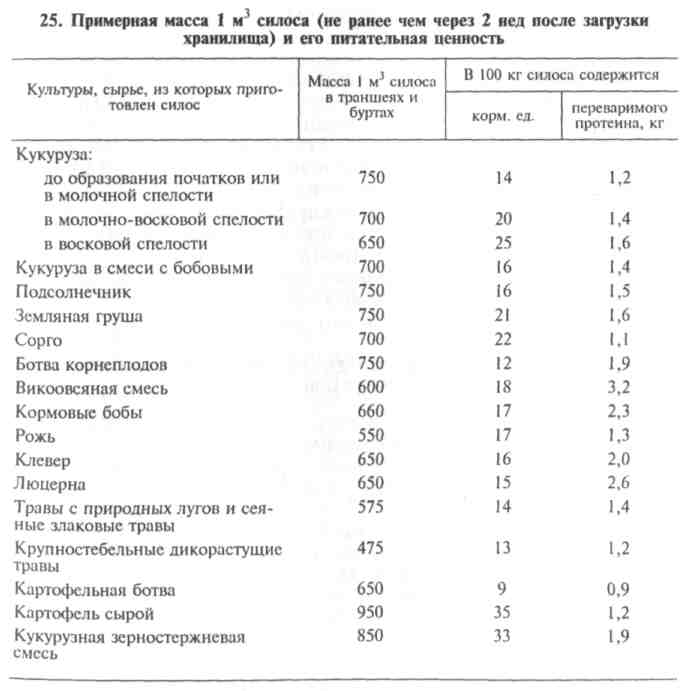 25. Примерная масса 1 м³ силоса (не ранее чем через 2 нед после загрузки
хранилища) и его питательная ценность
Культуры, сырье, из которых приго-
товлен силос
Масса 1 м³ силоса
в траншеях и
буртах
В 100 кг силоса содержится
корм. ед.
переваримого
протеина, кг
Кукуруза:
до образования початков или
в молочной спелости 750 14 1,2
в молочно-восковой спелости 700 20 1,4
в восковой спелости 650 25 1,6
Кукуруза в смеси с бобовыми 700 16 1,4
Подсолнечник 750 16 1,5
Земляная груша 750 21 1,6
Сорго 700 22 1,1
Ботва корнеплодов 750 12 1,9
Викоовсяная смесь 600 18 3,2
Кормовые бобы 660 17 2,3
Рожь 550 17 1,3
Клевер 650 16 2,0
Люцерна 650 15 2,6
Травы с природных лугов и сея- 575 14 1,4
ные злаковые травы
Крупностебельные дикорастущие 475 13 1,2
травы
Картофельная ботва 650 9 0,9
Картофель сырой 950 35 1,2
Кукурузная зерностержневая 850 33 1,9
смесь